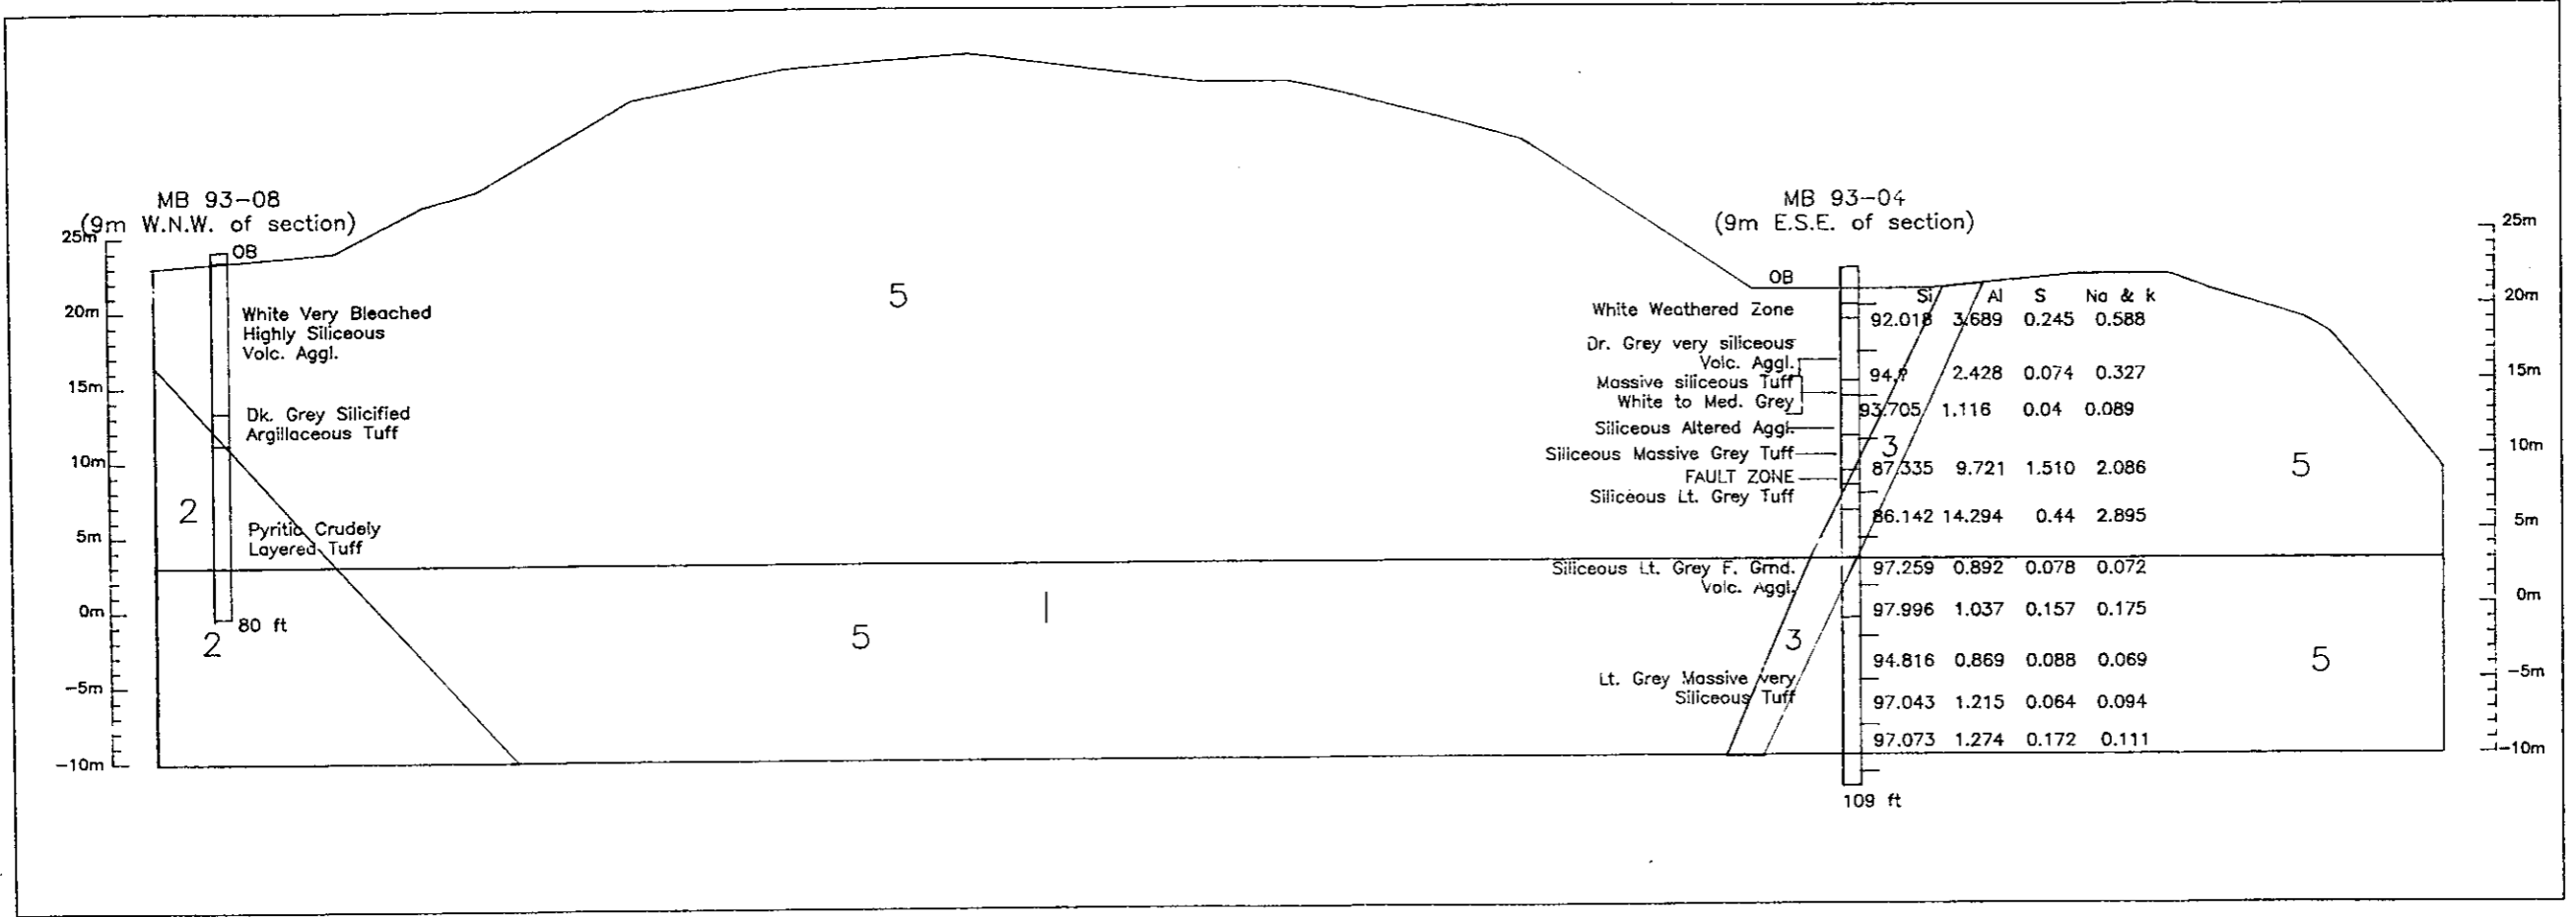 MB 93-08
(9m W.N.W. of section)
25m
20m
15m
10m
5m
0m
-5m
-10m
OB
White Very Bleached
Highly Siliceous
Volc. Aggl.
Dk. Grey Silicified
Argillaceous Tuff
2
Pyritic Crudely
Layered Tuff
2
80 ft
5
5
MB 93-04
(9m E.S.E. of section)
OB
White Weathered Zone
Dr. Grey very siliceous
Volc. Aggl.
Massive siliceous Tuff
White to Med. Grey
Siliceous Altered Aggl.
Siliceous Massive Grey Tuff
FAULT ZONE
Siliceous Lt. Grey Tuff
Siliceous Lt. Grey F. Grnd.
Volc. Aggl.
Lt. Grey Massive very
Siliceous Tuff
3
3
Si Al S Na & k
92.018 3.689 0.245 0.588
94.? 2.428 0.074 0.327
93.705 1.116 0.04 0.089
87.335 9.721 1.510 2.086
86.142 14.294 0.44 2.895
97.259 0.892 0.078 0.072
97.996 1.037 0.157 0.175
94.816 0.869 0.088 0.069
97.043 1.215 0.064 0.094
97.073 1.274 0.172 0.111
109 ft
5
5
25m
20m
15m
10m
5m
0m
-5m
-10m